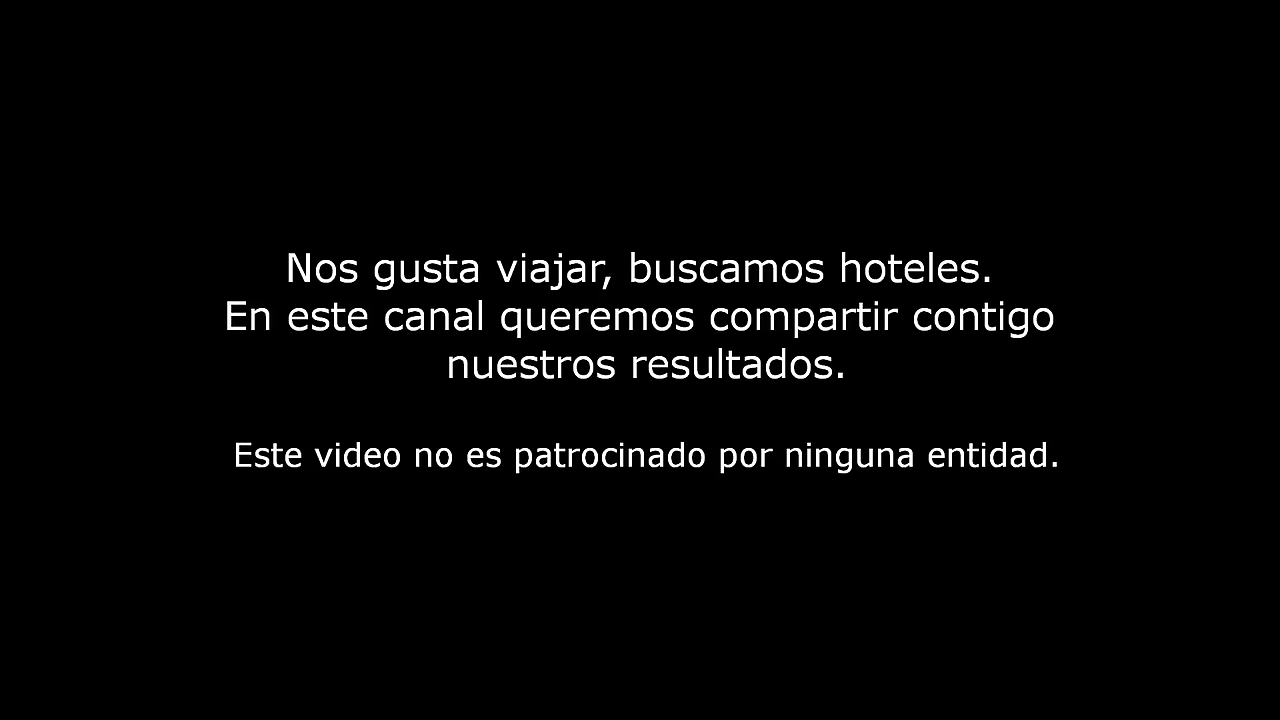 Nos gusta viajar, buscamos hoteles.
En este canal queremos compartir contigo
nuestros resultados.
Este video no es patrocinado por ninguna entidad.